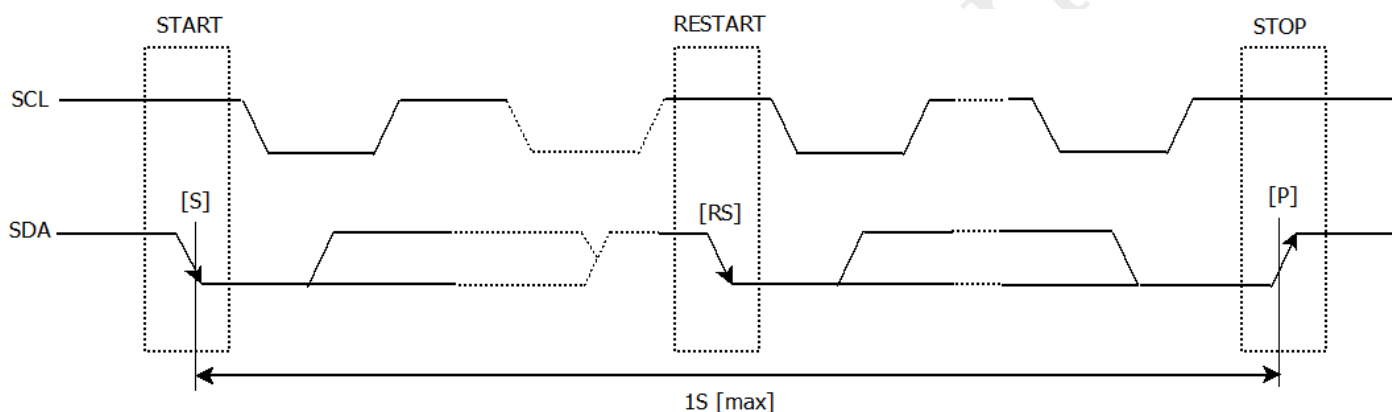 START
RESTART
STOP
SCL
[S]
[RS]
[P]
SDA
1S [max]